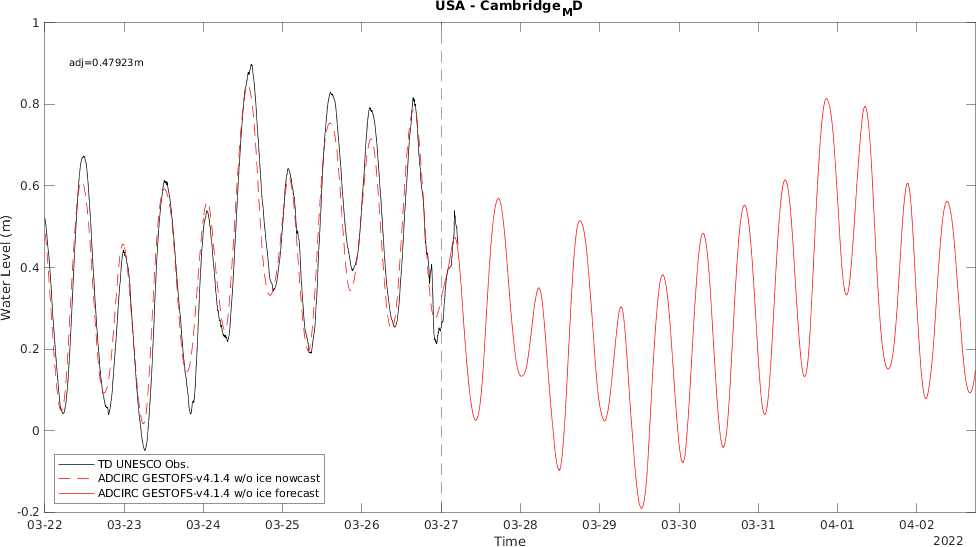 USA - Cambridge_MD
1
adj=0.47923m
0.8
0.6
0.4
0.2
0
-0.2
Water Level (m)
TD UNESCO Obs.
ADCIRC GESTOFS-v4.1.4 w/o ice nowcast
ADCIRC GESTOFS-v4.1.4 w/o ice forecast
03-22 03-23 03-24 03-25 03-26 03-27 03-28 03-29 03-30 03-31 04-01 04-02
Time
2022